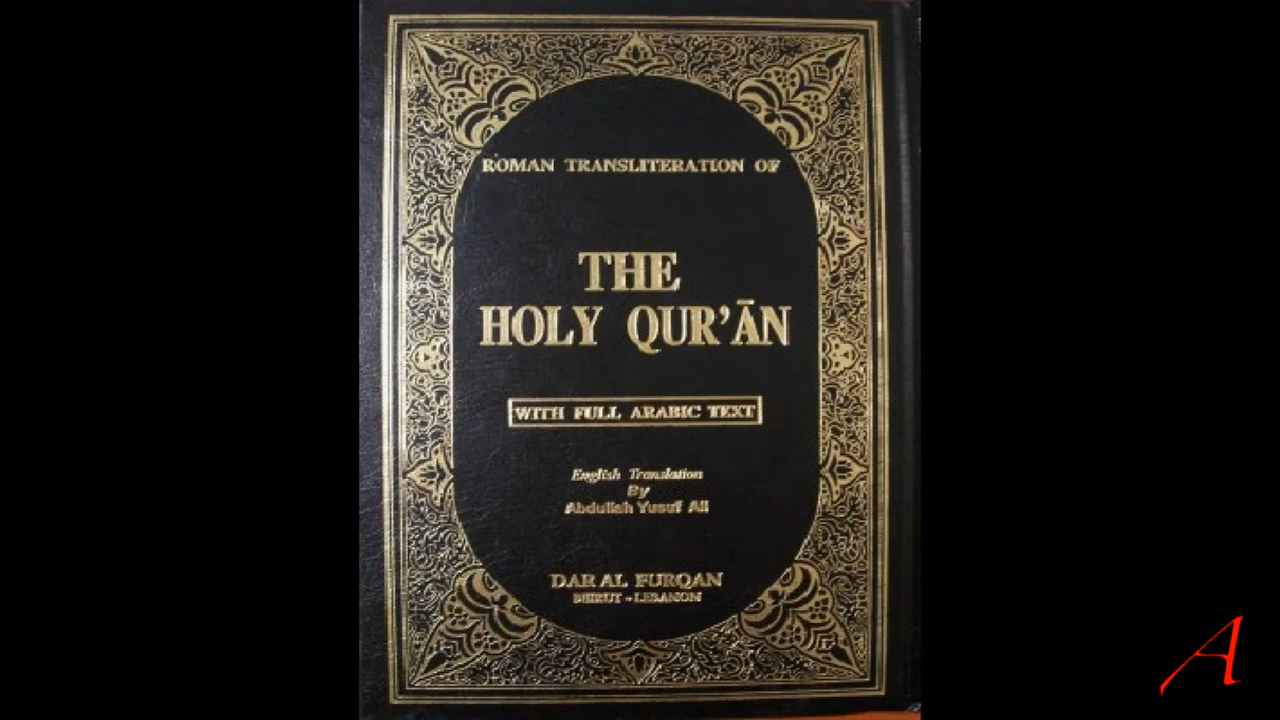 ROMAN TRANSLITERATION OF
THE
HOLY QUR'ĀN
WITH FULL ARABIC TEXT
English Translation
By
Abdullah Yusuf Ali
DAR AL FURQAN
BEIRUT - LEBANON
A